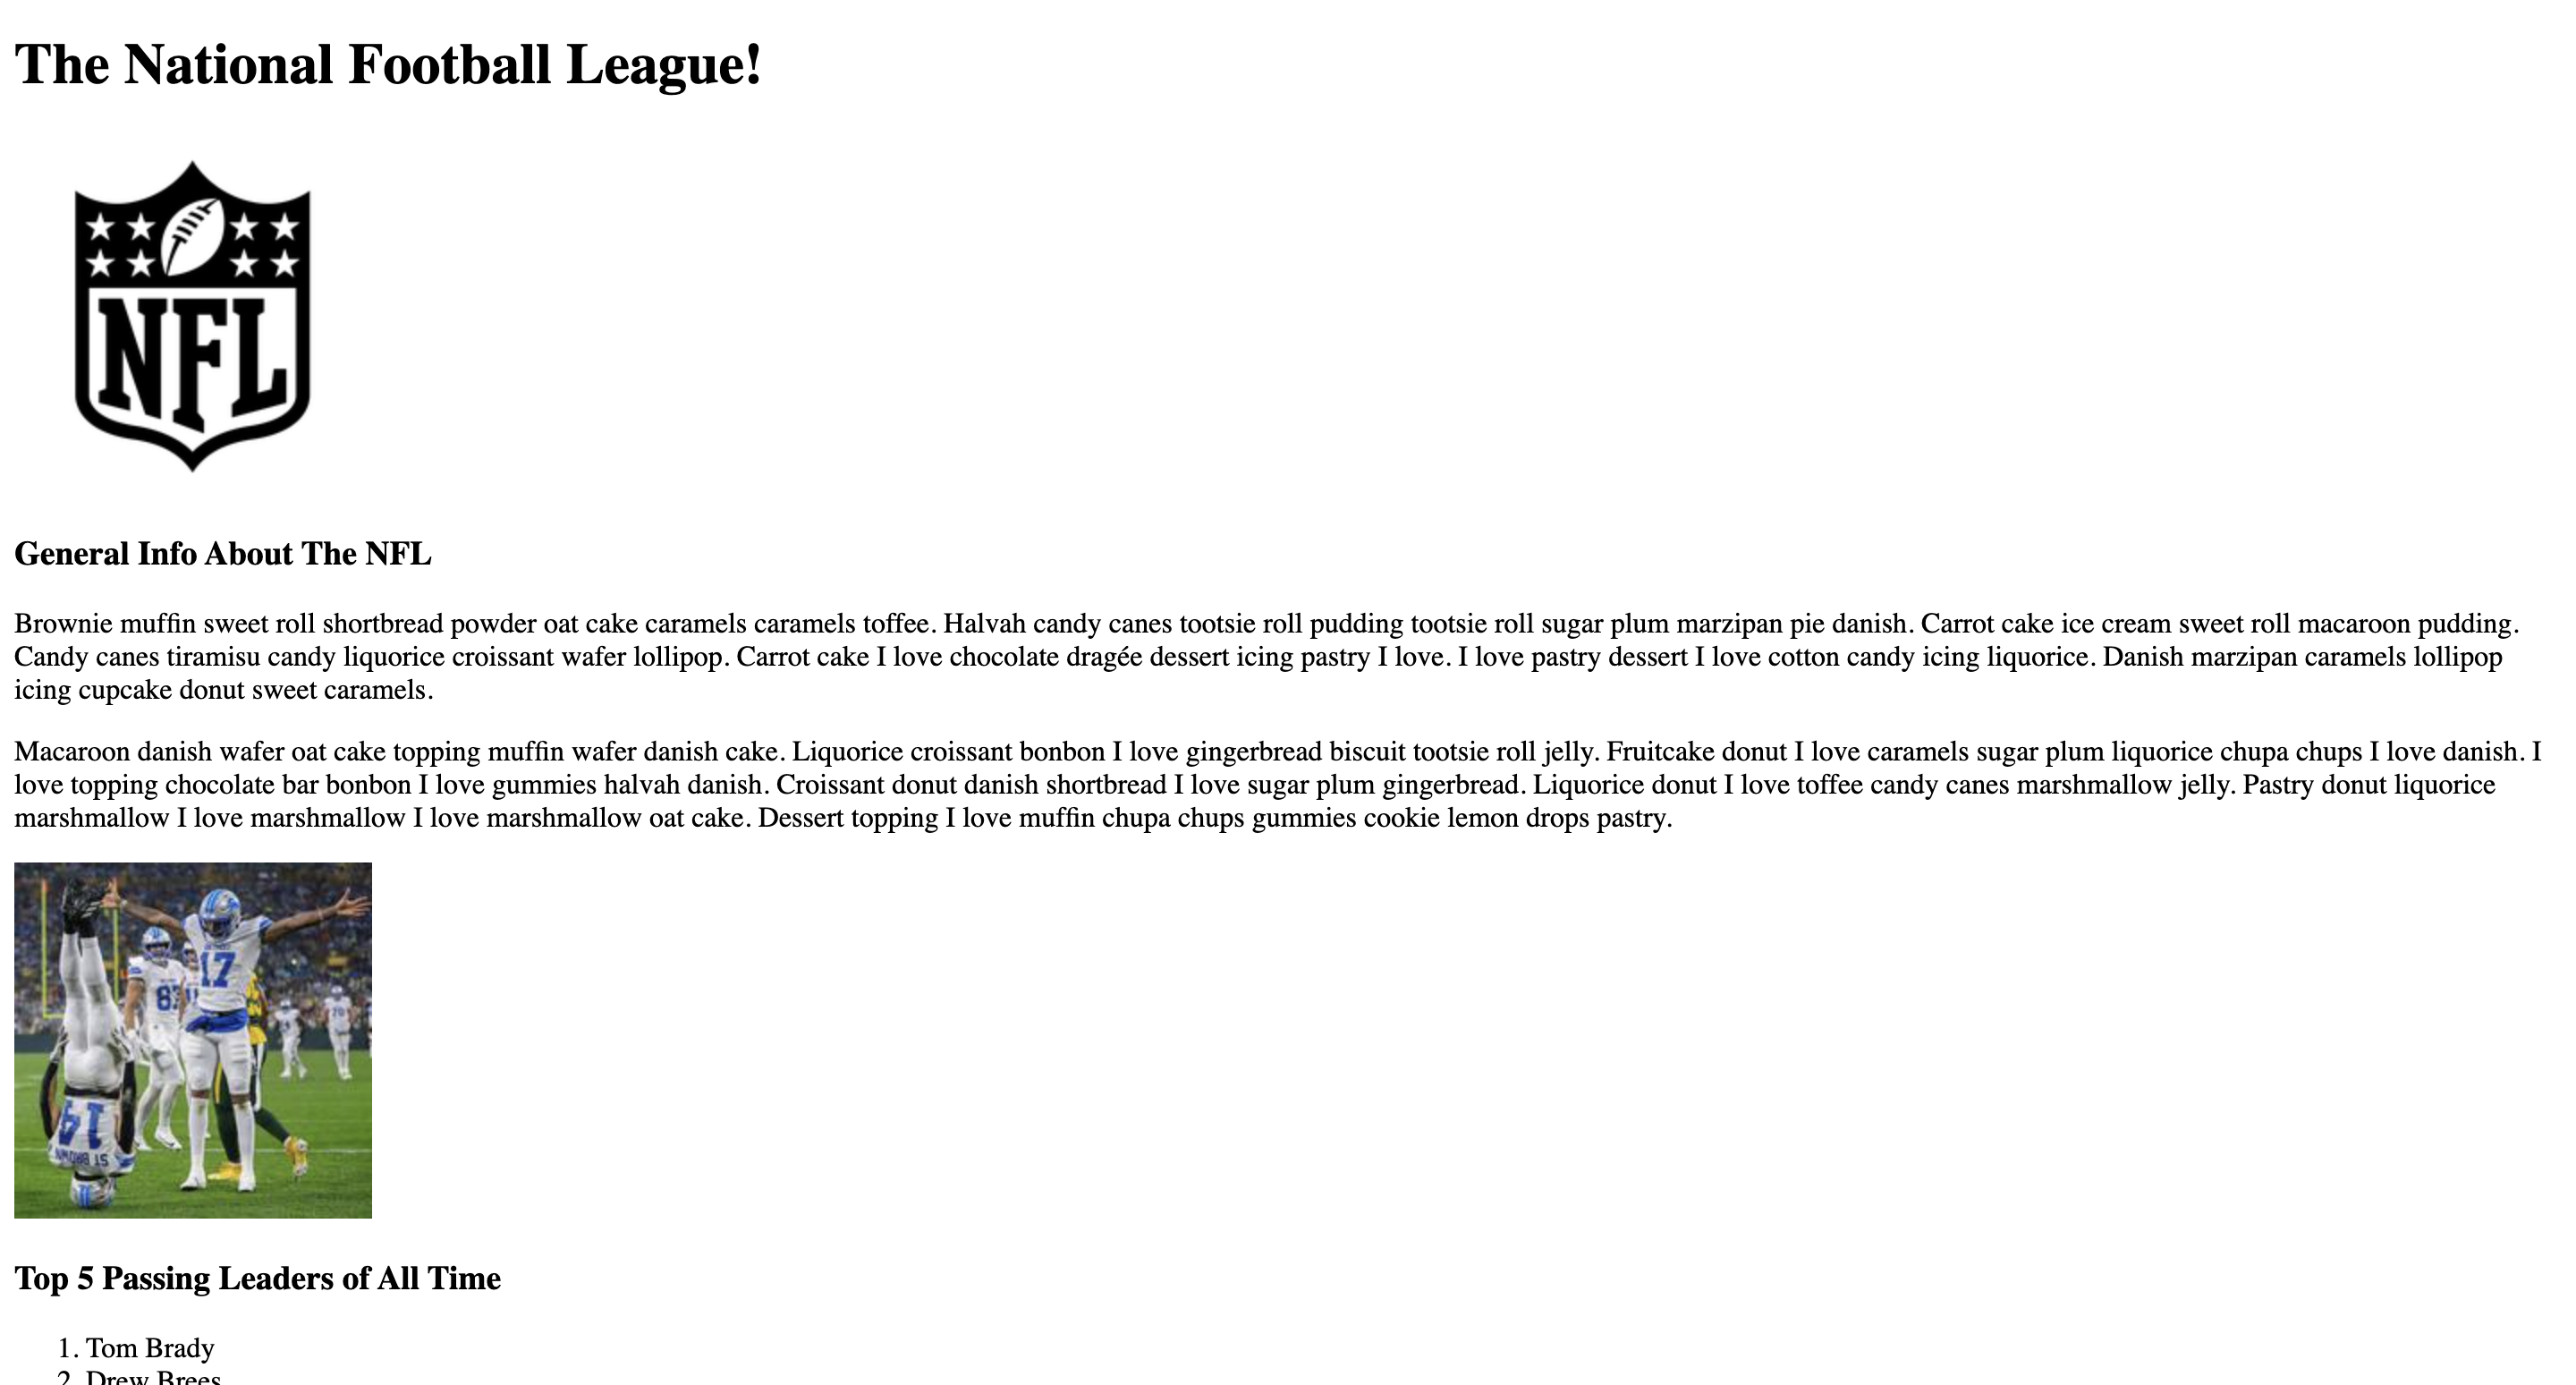 The National Football League!
NFL
General Info About The NFL
Brownie muffin sweet roll shortbread powder oat cake caramels caramels toffee. Halvah candy canes tootsie roll pudding tootsie roll sugar plum marzipan pie danish. Carrot cake ice cream sweet roll macaroon pudding.
Candy canes tiramisu candy liquorice croissant wafer lollipop. Carrot cake I love chocolate dragée dessert icing pastry I love. I love pastry dessert I love cotton candy icing liquorice. Danish marzipan caramels lollipop
icing cupcake donut sweet caramels.
Macaroon danish wafer oat cake topping muffin wafer danish cake. Liquorice croissant bonbon I love gingerbread biscuit tootsie roll jelly. Fruitcake donut I love caramels sugar plum liquorice chupa chups I love danish. I
love topping chocolate bar bonbon I love gummies halvah danish. Croissant donut danish shortbread I love sugar plum gingerbread. Liquorice donut I love toffee candy canes marshmallow jelly. Pastry donut liquorice
marshmallow I love marshmallow I love marshmallow oat cake. Dessert topping I love muffin chupa chups gummies cookie lemon drops pastry.
17
87
14
ST BROWN
Top 5 Passing Leaders of All Time
1. Tom Brady
2. Drew Brees